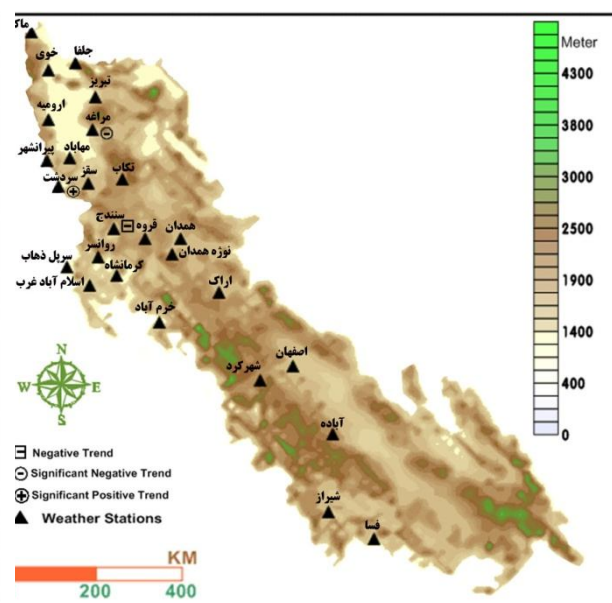 ماک
خوی
جلفا
تبریز
ارومیه
مراغه
پیرانشهر
مهاباد
سردشت
سقز
تکاب
سنندج
قروه
همدان
روانسر
نوژه همدان
سرپل ذهاب
کرمانشاه
اسلام آباد غرب
اراک
خرم آباد
اصفهان
شهرکرد
آباده
شیراز
فسا
Meter
4300
3800
3000
2500
1900
1400
400
0
N
W E
S
Negative Trend
Significant Negative Trend
Significant Positive Trend
Weather Stations
KM
200 400